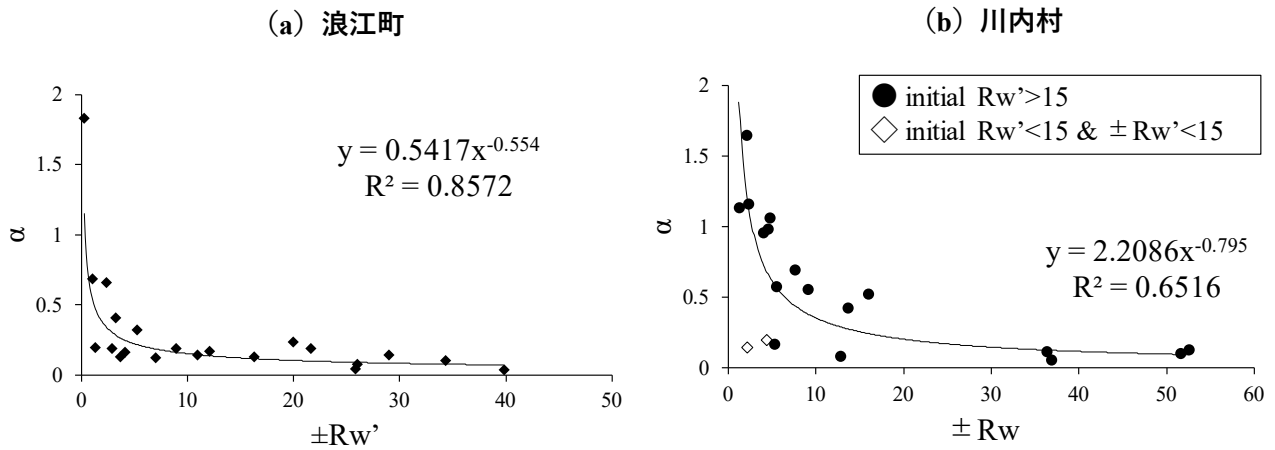 (a) 浪江町
2
1.5
1
0.5
0
α
y = 0.5417x^-0.554
R² = 0.8572
0 10 20 30 40 50
±Rw’
(b) 川内村
2
1.5
1
0.5
0
α
● initial Rw’>15
◇ initial Rw’<15 & ±Rw’<15
y = 2.2086x^-0.795
R² = 0.6516
0 10 20 30 40 50 60
± Rw